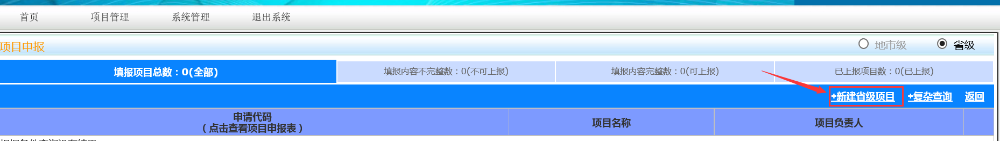 首页 项目管理 系统管理 退出系统
项目申报 地市级 省级
填报项目总数：0(全部) 填报内容不完整数：0(不可上报) 填报内容完整数：0(可上报) 已上报项目数：0(已上报)
+新建省级项目 +复杂查询 返回
申请代码
（点击查看项目申报表） 项目名称 项目负责人